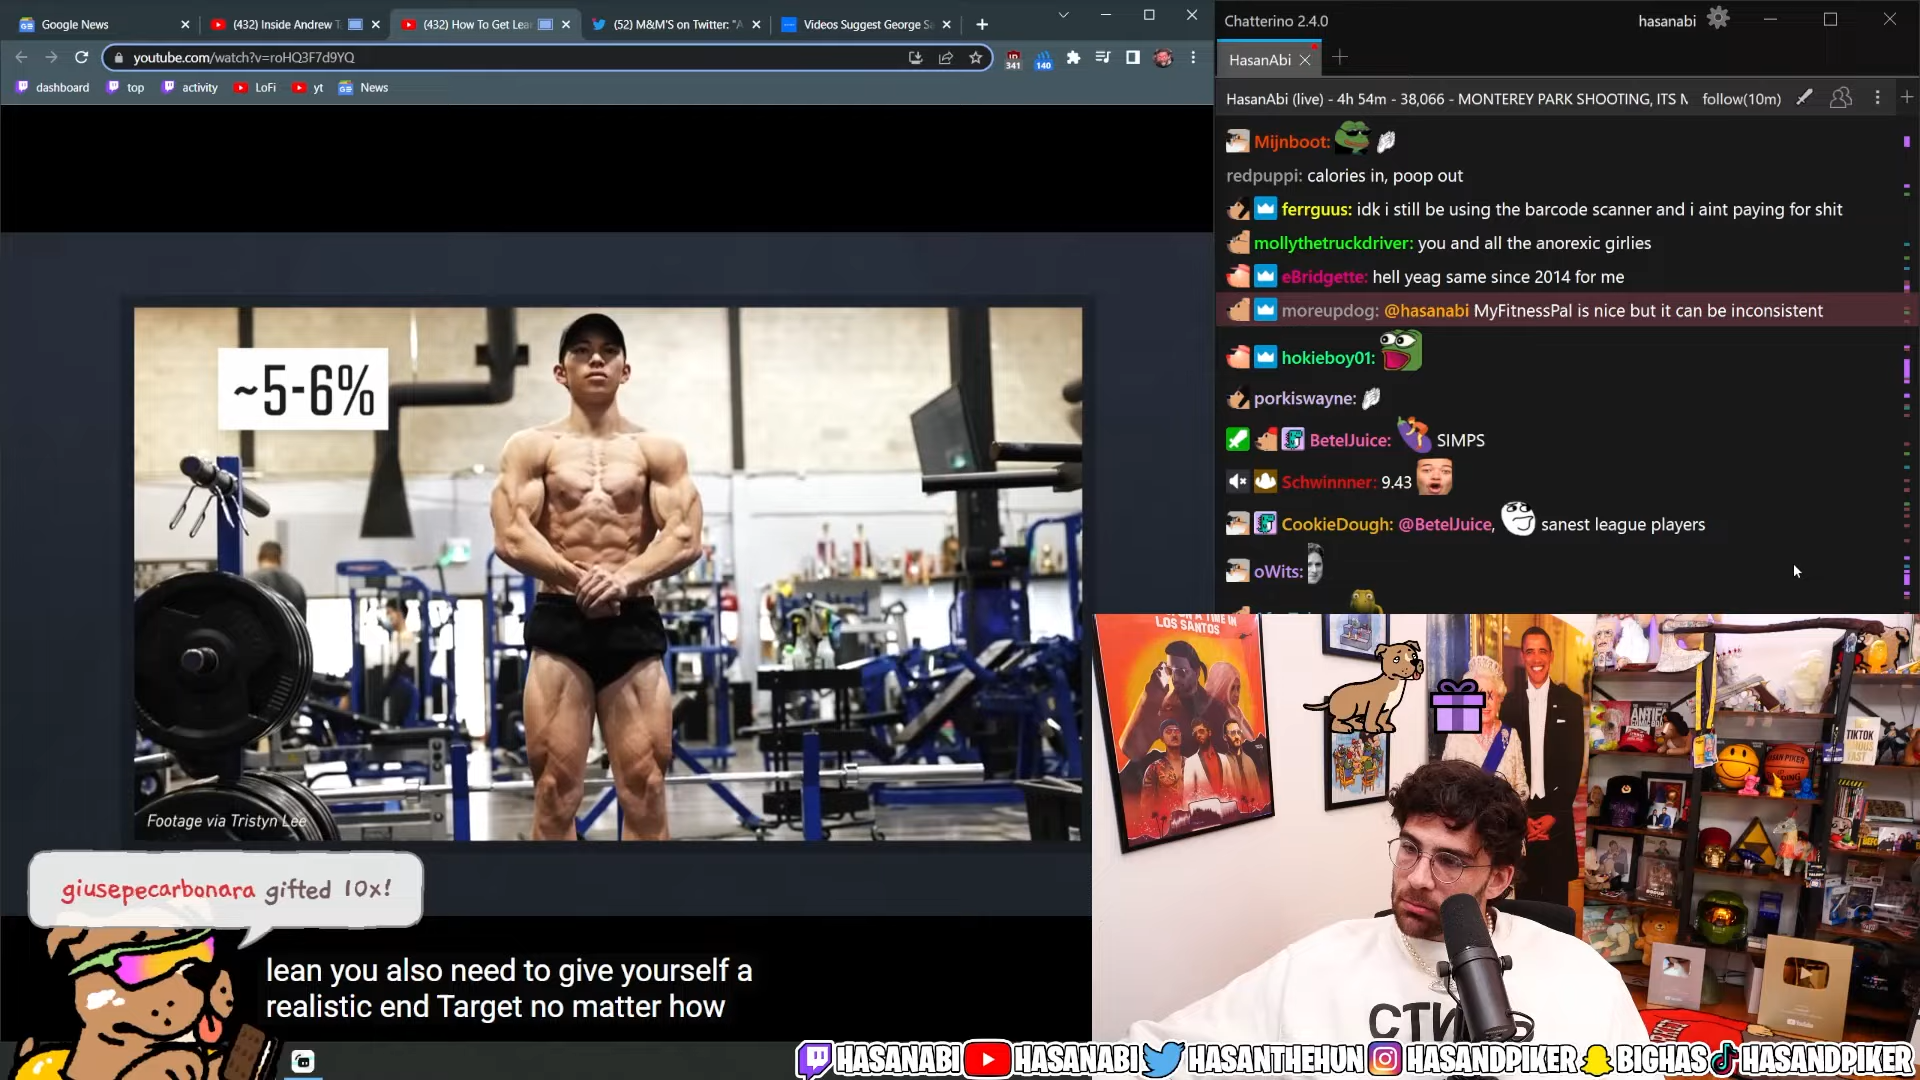 Google News
(432) Inside Andrew T
(432) How To Get Lea
(52) M&M'S on Twitter: "A
Videos Suggest George S
youtube.com/watch?v=roHQ3F7d9YQ
341
140
dashboard
top
activity
LoFi
yt
News
~5-6%
Footage via Tristyn Lee
giusepecarbonara gifted 10x!
lean you also need to give yourself a
realistic end Target no matter how
Chatterino 2.4.0
hasanabi
HasanAbi
HasanAbi (live) - 4h 54m - 38,066 - MONTEREY PARK SHOOTING, ITS M
follow(10m)
Mijnboot:
redpuppi: calories in, poop out
ferrguus: idk i still be using the barcode scanner and i aint paying for shit
mollythetruckdriver: you and all the anorexic girlies
eBridgette: hell yeag same since 2014 for me
moreupdog: @hasanabi MyFitnessPal is nice but it can be inconsistent
hokieboy01:
porkiswayne:
BetelJuice: SIMPS
Schwinnner: 9.43
CookieDough: @BetelJuice, sanest league players
oWits:
LOS SANTOS
TIKTOK
HASANABI
HASANABI
HASANTHEHUN
HASANDPIKER
BIGHAS
HASANDPIKER